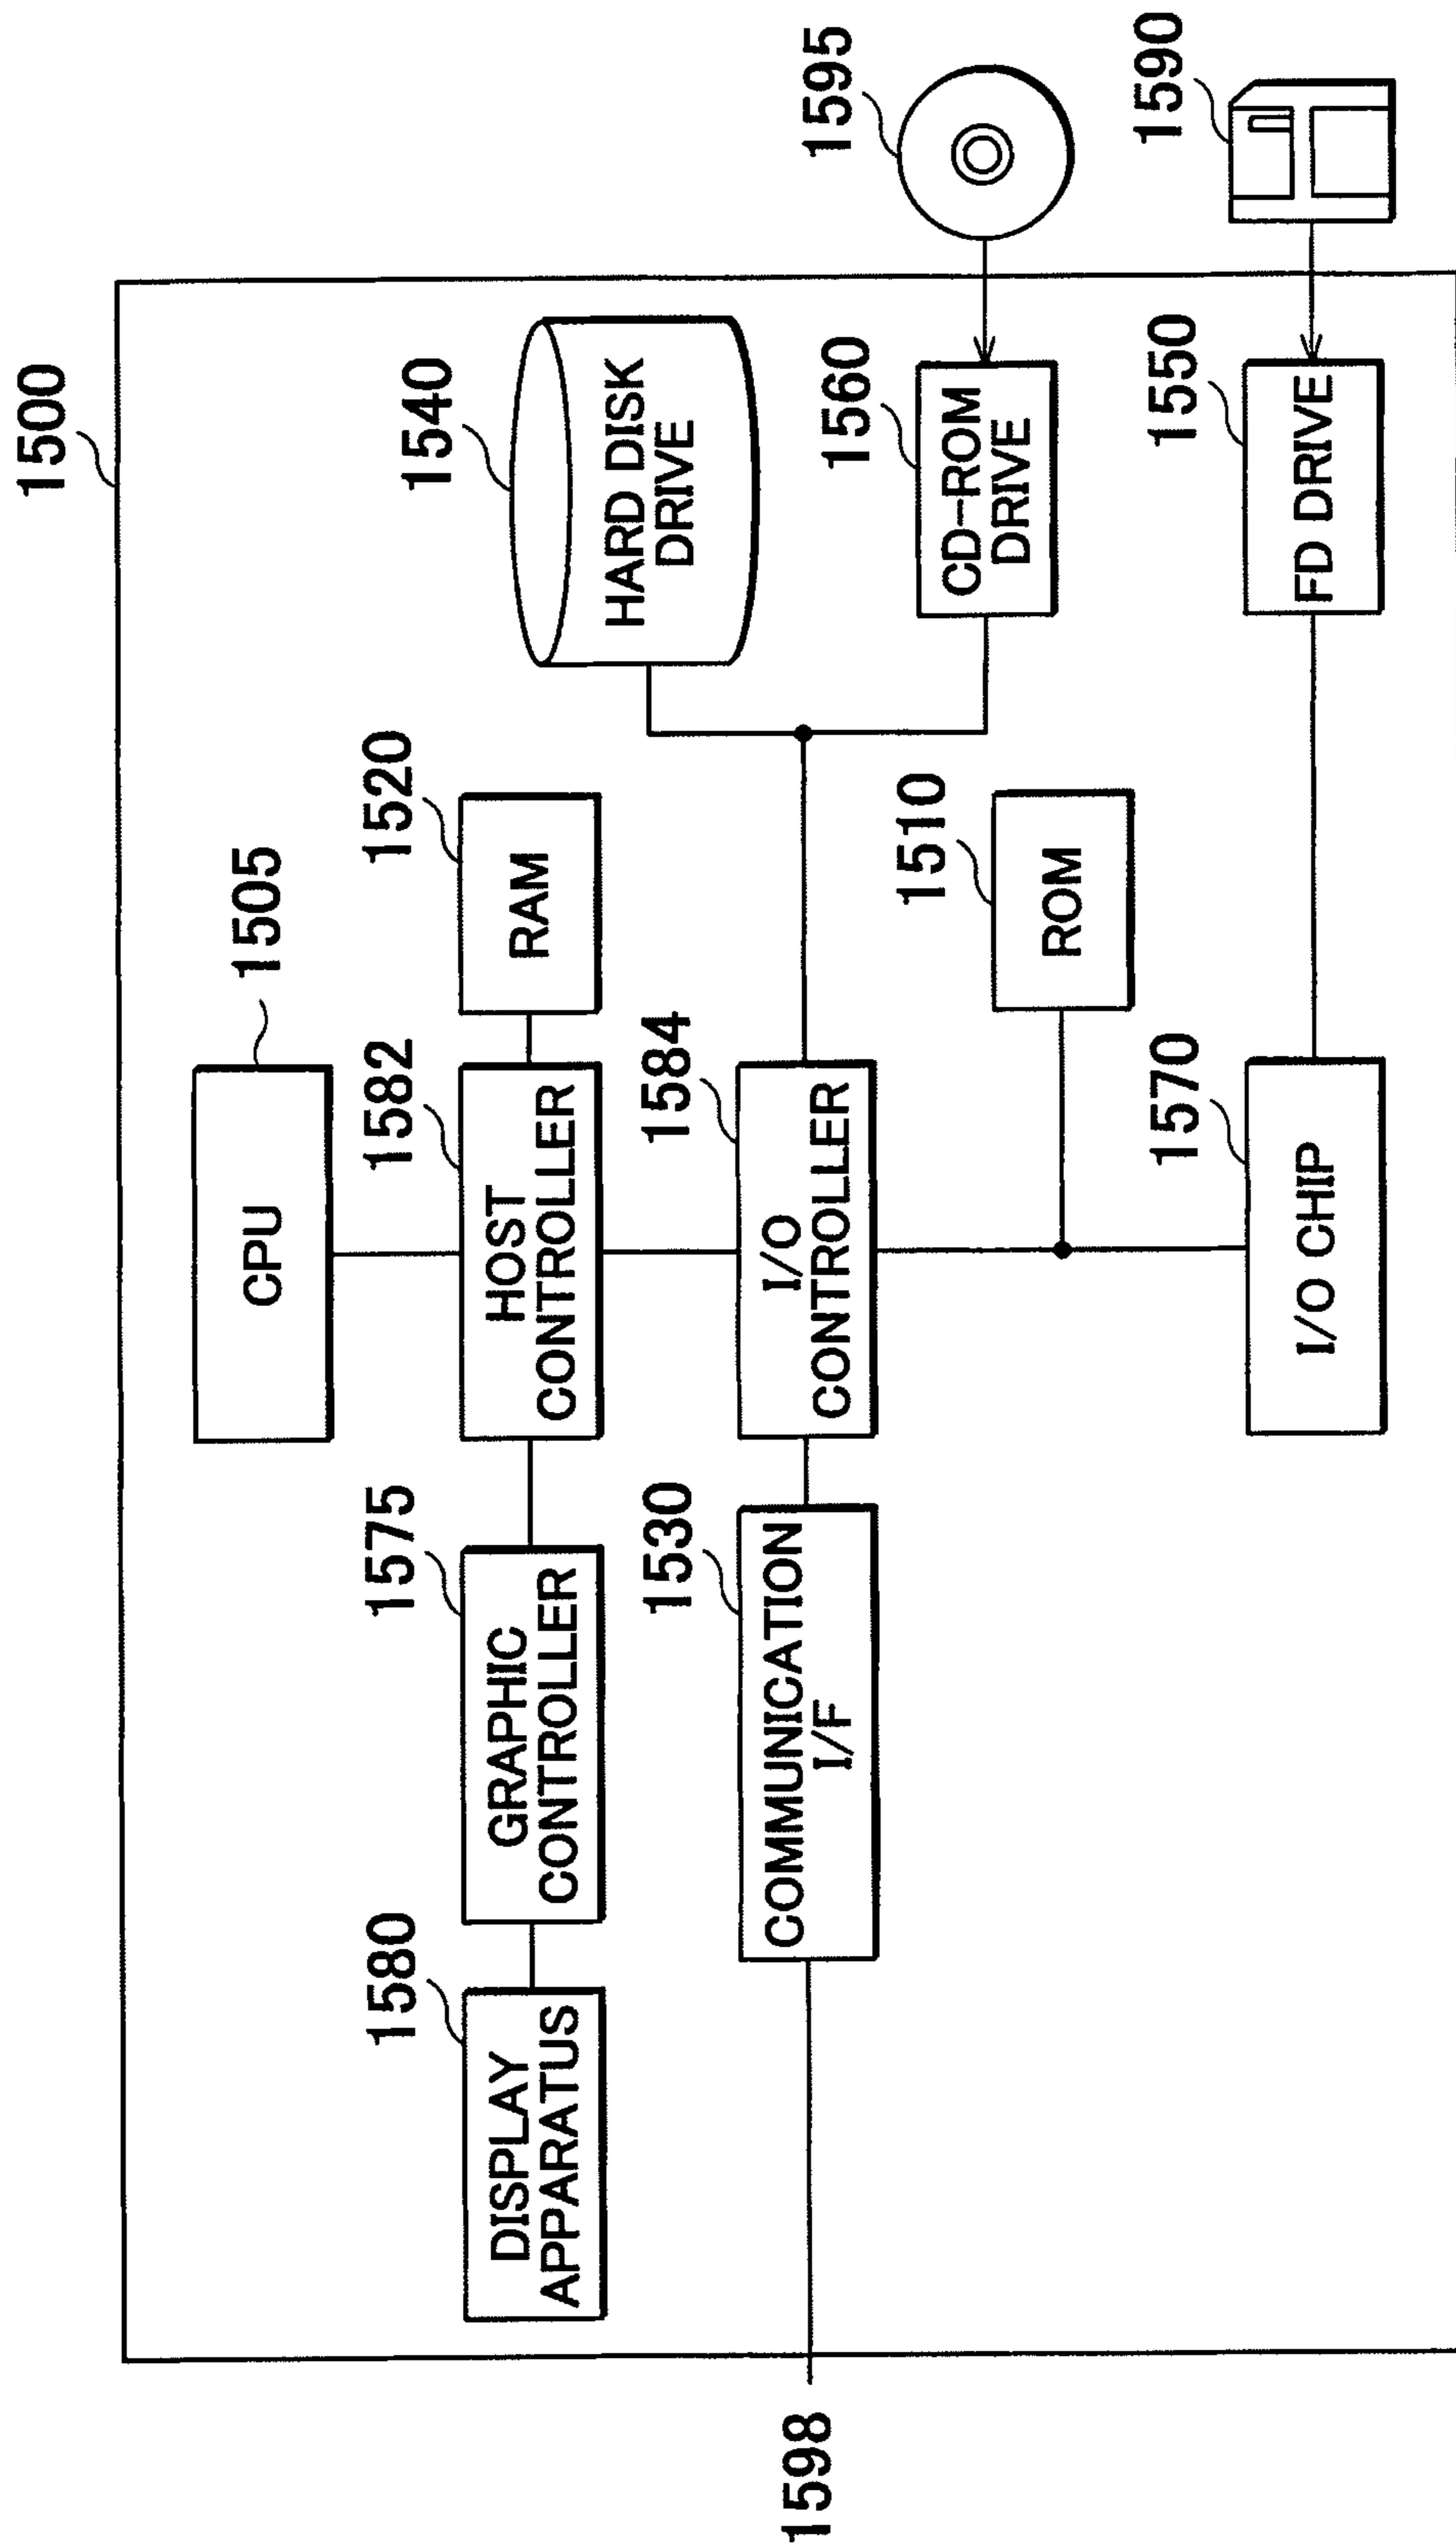 1500
CPU
1505
DISPLAY
APPARATUS
1580
GRAPHIC
CONTROLLER
1575
HOST
CONTROLLER
1582
RAM
1520
HARD DISK
DRIVE
1540
1598
COMMUNICATION
I/F
1530
I/O
CONTROLLER
1584
CD-ROM
DRIVE
1560
1595
ROM
1510
I/O CHIP
1570
FD DRIVE
1550
1590